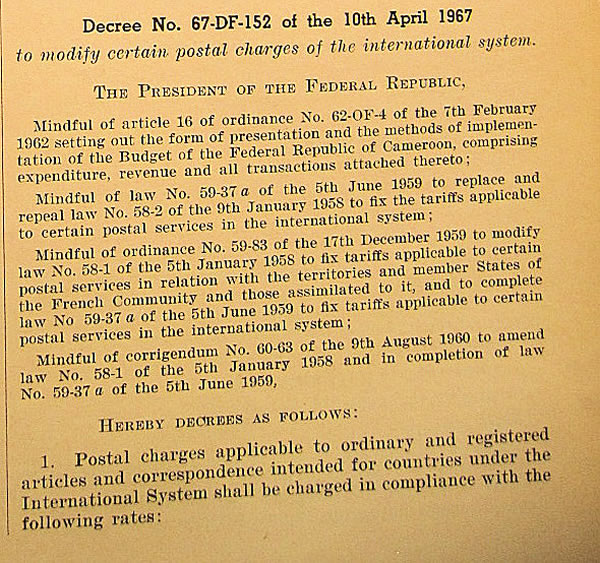 Decree No. 67-DF-152 of the 10th April 1967
to modify certain postal charges of the international system.
THE PRESIDENT OF THE FEDERAL REPUBLIC,
Mindful of article 16 of ordinance No. 62-OF-4 of the 7th February
1962 setting out the form of presentation and the methods of implemen-
tation of the Budget of the Federal Republic of Cameroon, comprising
expenditure, revenue and all transactions attached thereto;
Mindful of law No. 59-37 a of the 5th June 1959 to replace and
repeal law No. 58-2 of the 9th January 1958 to fix the tariffs applicable
to certain postal services in the international system;
Mindful of ordinance No. 59-83 of the 17th December 1959 to modify
law No. 58-1 of the 5th January 1958 to fix tariffs applicable to certain
postal services in relation with the territories and member States of
the French Community and those assimilated to it, and to complete
law No 59-37 a of the 5th June 1959 to fix tariffs applicable to certain
postal services in the international system;
Mindful of corrigendum No. 60-63 of the 9th August 1960 to amend
law No. 58-1 of the 5th January 1958 and in completion of law
No. 59-37 a of the 5th June 1959,
HEREBY DECREES AS FOLLOWS:
1. Postal charges applicable to ordinary and registered
articles and correspondence intended for countries under the
International System shall be charged in compliance with the
following rates: